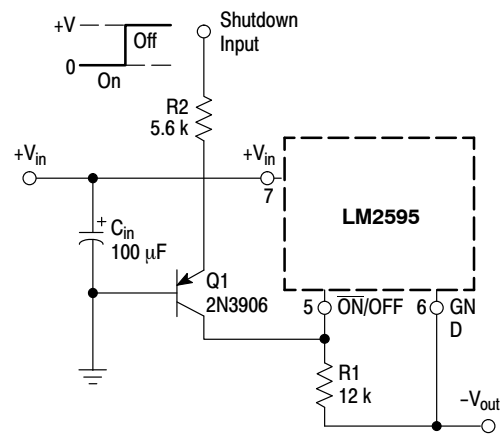 +V
Off
0
On
Shutdown
Input
R2
5.6 k
+Vin
+Vin
7
LM2595
+ Cin
100 µF
Q1
2N3906
5
ON/OFF
6
GN
D
R1
12 k
–Vout